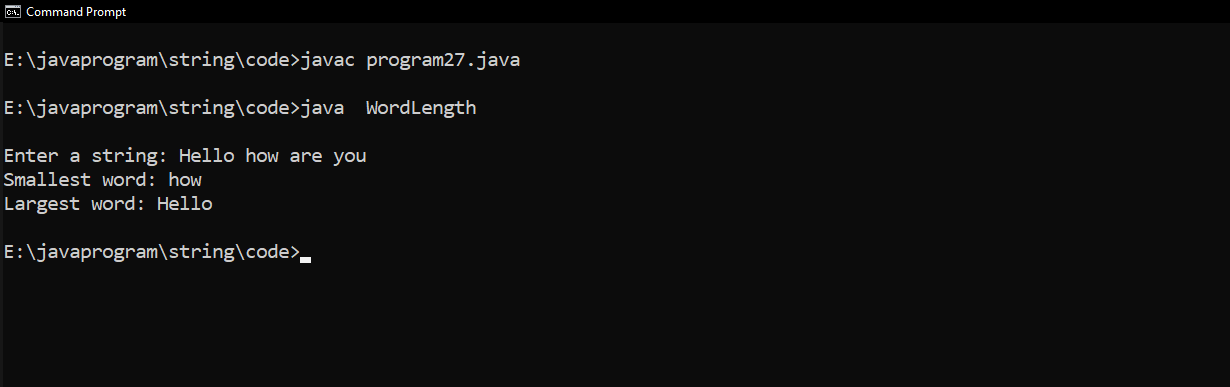 Command Prompt
E:\javaprogram\string\code>javac program27.java
E:\javaprogram\string\code>java  WordLength
Enter a string: Hello how are you
Smallest word: how
Largest word: Hello
E:\javaprogram\string\code>